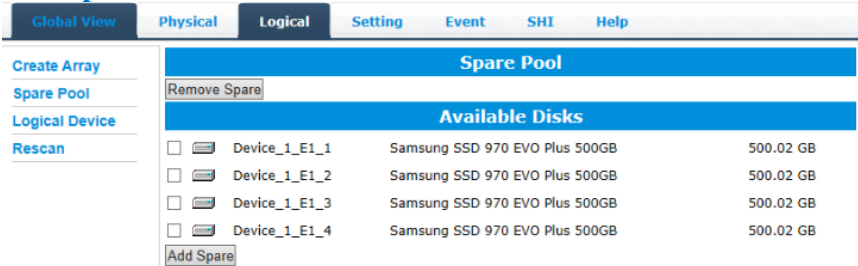 Global View Physical Logical Setting Event SHI Help
Create Array
Spare Pool
Logical Device
Rescan
Spare Pool
Remove Spare
Available Disks
Device_1_E1_1 Samsung SSD 970 EVO Plus 500GB 500.02 GB
Device_1_E1_2 Samsung SSD 970 EVO Plus 500GB 500.02 GB
Device_1_E1_3 Samsung SSD 970 EVO Plus 500GB 500.02 GB
Device_1_E1_4 Samsung SSD 970 EVO Plus 500GB 500.02 GB
Add Spare